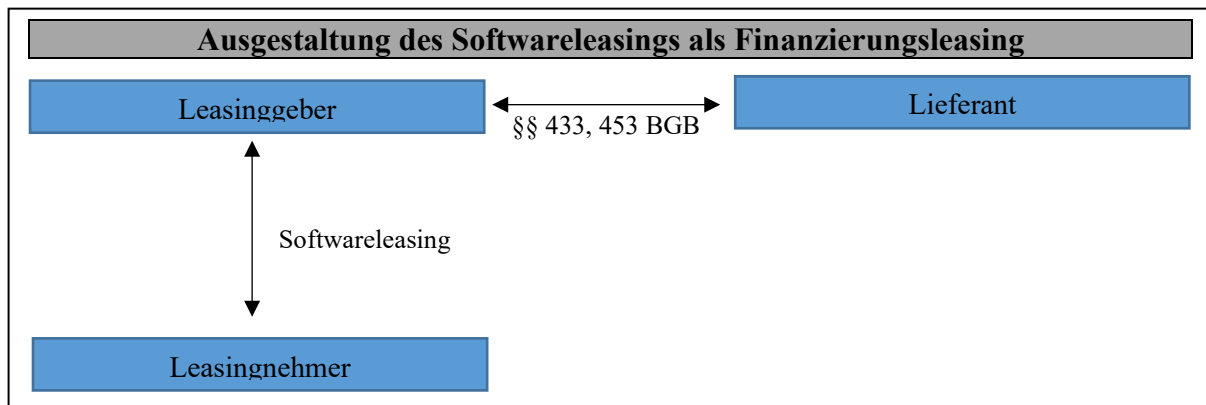 Ausgestaltung des Softwareleasings als Finanzierungsleasing
Leasinggeber
Lieferant
§§ 433, 453 BGB
Softwareleasing
Leasingnehmer